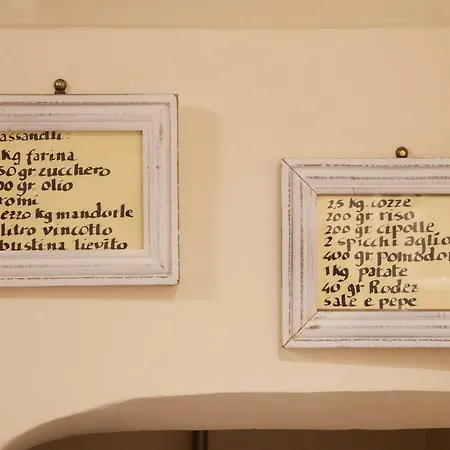 assanelli:
kg farina
50 gr zucchero
00 gr olio
romi
ezzo kg mandorle
litro vincotto
bustina lievito
2,5 kg. cozze
200 gr riso
200 gr cipolle
2 spicchi aglio
400 gr pomodor
1 kg patate
40 gr Rodez
sale e pepe